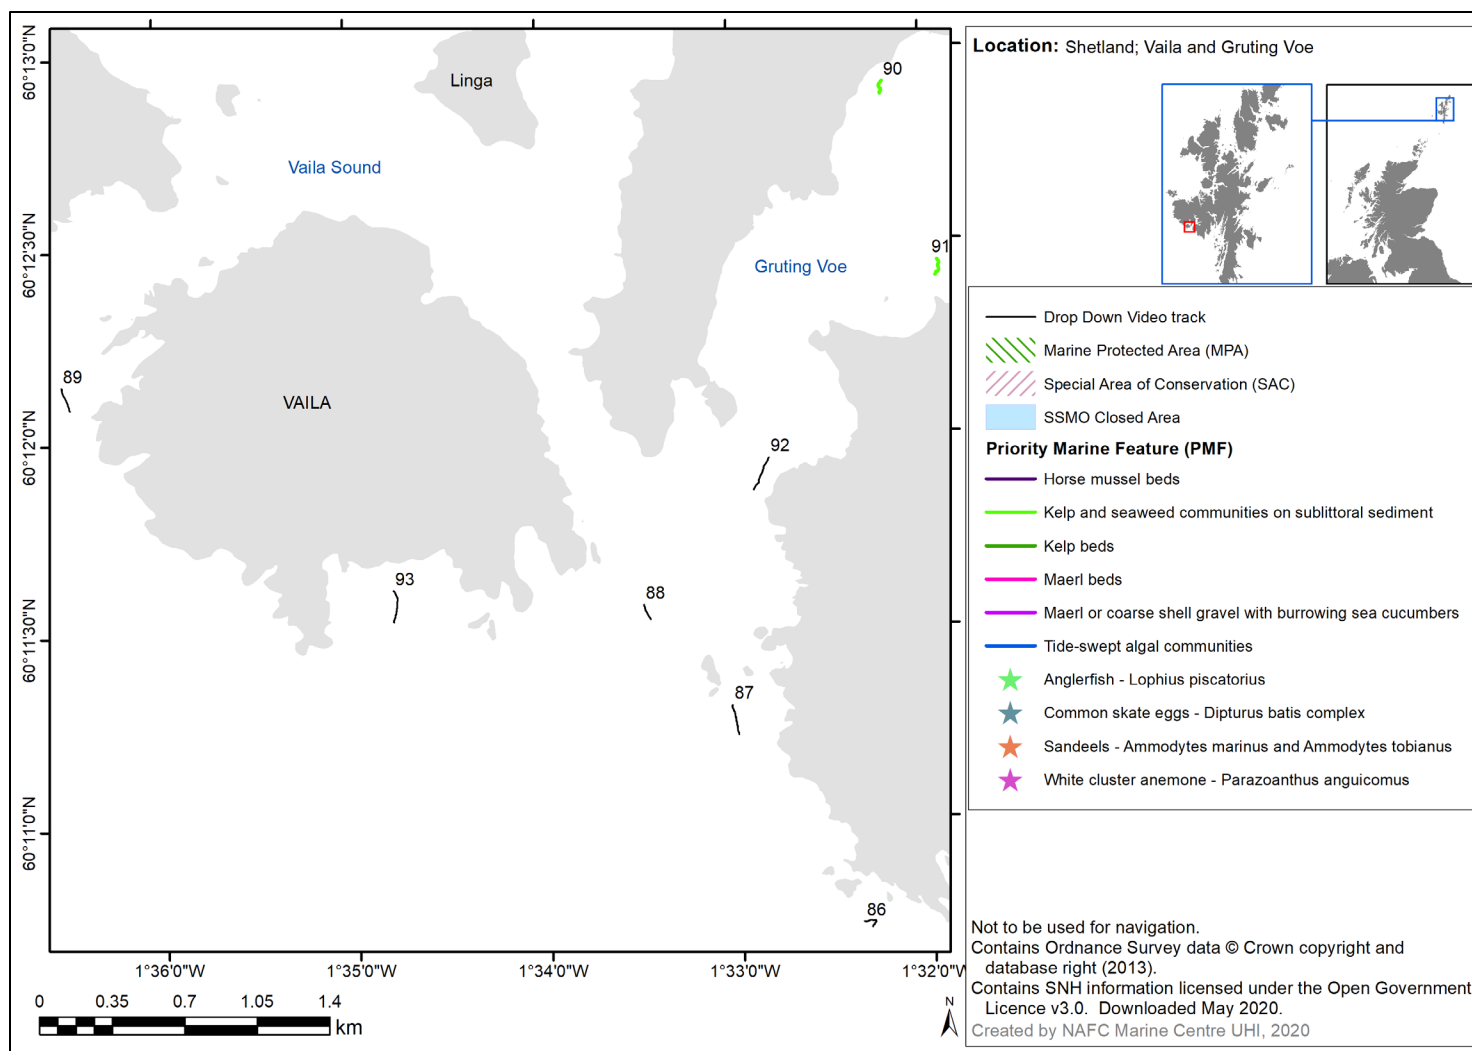 60°13'0"N
60°12'30"N
60°12'0"N
60°11'30"N
60°11'0"N
Linga
90
Vaila Sound
91
Gruting Voe
89
VAILA
92
93
88
87
86
1°36'0"W
1°35'0"W
1°34'0"W
1°33'0"W
1°32'0"W
0
0.35
0.7
1.05
1.4
km
N
Location: Shetland; Vaila and Gruting Voe
Drop Down Video track
Marine Protected Area (MPA)
Special Area of Conservation (SAC)
SSMO Closed Area
Priority Marine Feature (PMF)
Horse mussel beds
Kelp and seaweed communities on sublittoral sediment
Kelp beds
Maerl beds
Maerl or coarse shell gravel with burrowing sea cucumbers
Tide-swept algal communities
Anglerfish - Lophius piscatorius
Common skate eggs - Dipturus batis complex
Sandeels - Ammodytes marinus and Ammodytes tobianus
White cluster anemone - Parazoanthus anguicomus
Not to be used for navigation.
Contains Ordnance Survey data © Crown copyright and
database right (2013).
Contains SNH information licensed under the Open Government
Licence v3.0. Downloaded May 2020.
Created by NAFC Marine Centre UHI, 2020